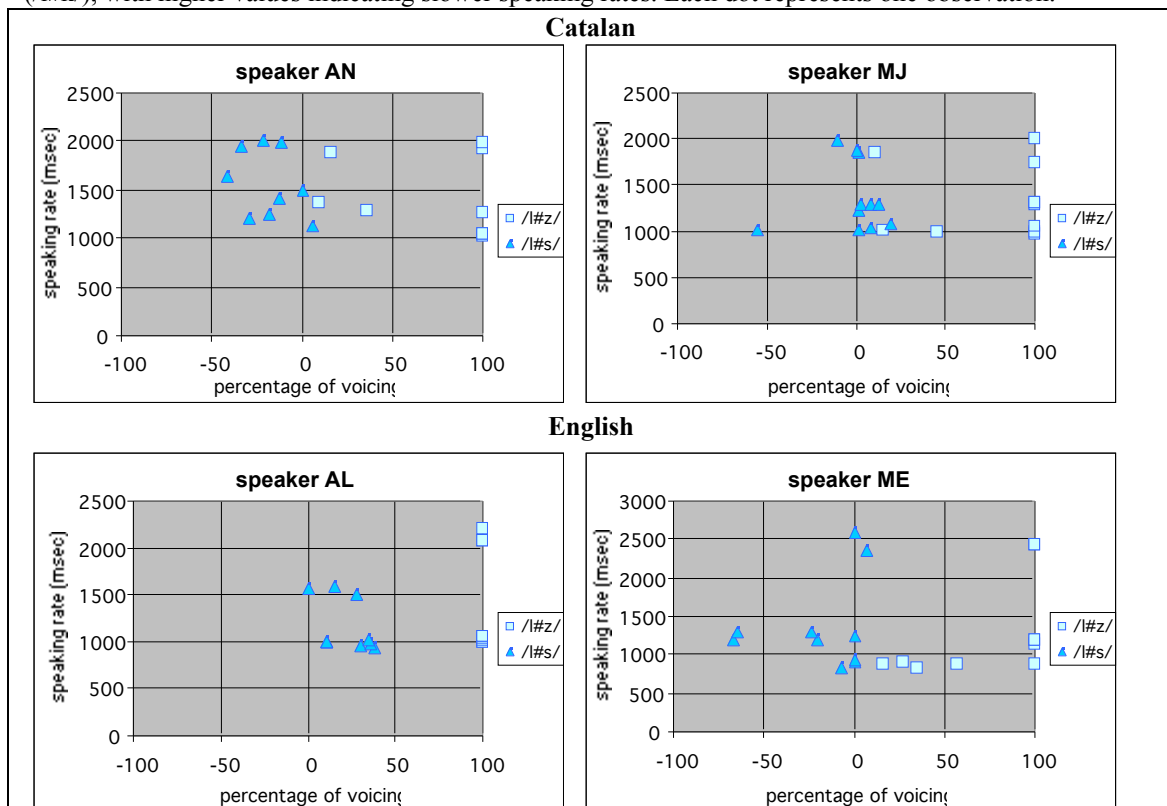 (/l#s/), with higher values indicating slower speaking rates. Each dot represents one observation.
Catalan
speaker AN
speaking rate (msec)
2500
2000
1500
1000
500
0
-100 -50 0 50 100
percentage of voicing
/l#z/
/l#s/
speaker MJ
speaking rate (msec)
2500
2000
1500
1000
500
0
-100 -50 0 50 100
percentage of voicing
/l#z/
/l#s/
English
speaker AL
speaking rate (msec)
2500
2000
1500
1000
500
0
-100 -50 0 50 100
percentage of voicing
/l#z/
/l#s/
speaker ME
speaking rate (msec)
3000
2500
2000
1500
1000
500
0
-100 -50 0 50 100
percentage of voicing
/l#z/
/l#s/